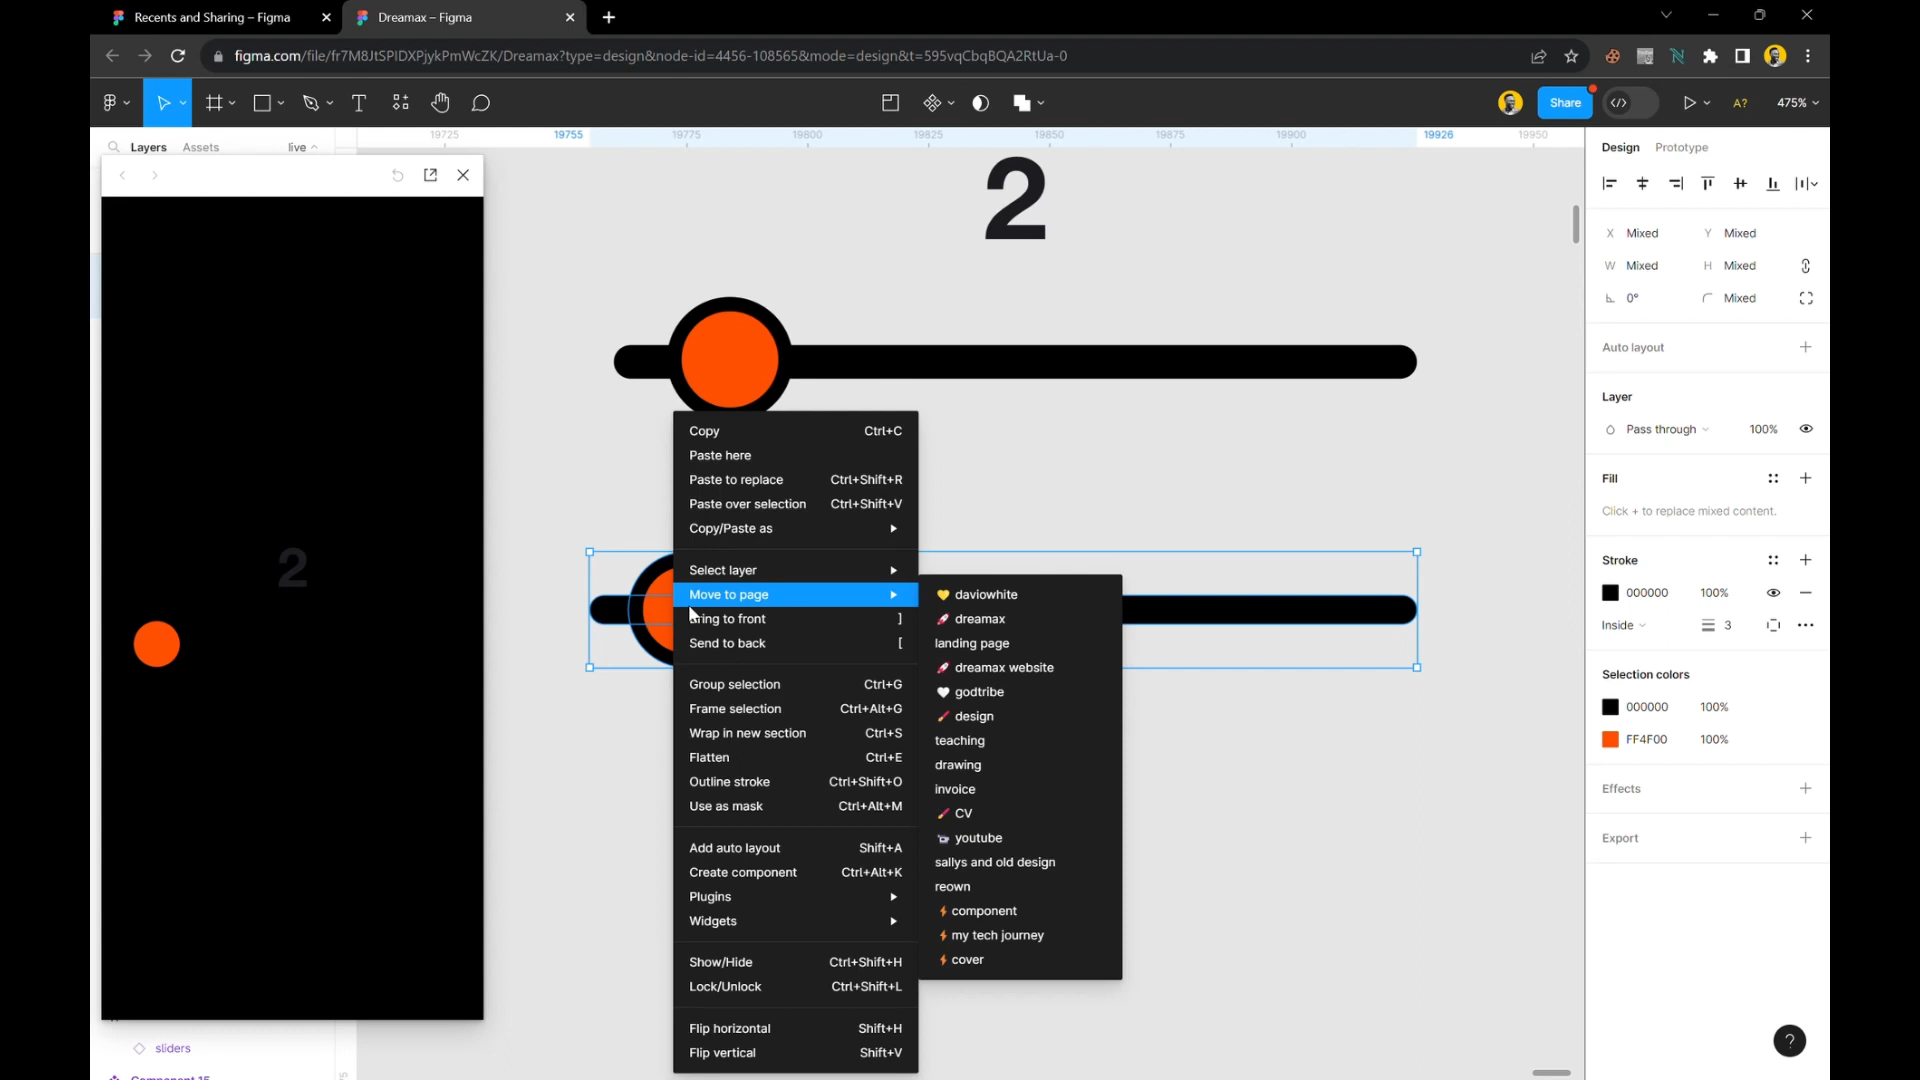 Recents and Sharing – Figma
Dreamax – Figma
figma.com/file/fr7M8JtSPIDXPjykPmWcZK/Dreamax?type=design&node-id=4456-108565&mode=design&t=595vqCbqBQA2RtUa-0
Share
A?
475%
Layers
Assets
live
19725
19755
19775
19800
19825
19850
19875
19900
19926
19950
2
2
Copy Ctrl+C
Paste here
Paste to replace Ctrl+Shift+R
Paste over selection Ctrl+Shift+V
Copy/Paste as
Select layer
Move to page
Bring to front ]
Send to back [
Group selection Ctrl+G
Frame selection Ctrl+Alt+G
Wrap in new section Ctrl+S
Flatten Ctrl+E
Outline stroke Ctrl+Shift+O
Use as mask Ctrl+Alt+M
Add auto layout Shift+A
Create component Ctrl+Alt+K
Plugins
Widgets
Show/Hide Ctrl+Shift+H
Lock/Unlock Ctrl+Shift+L
Flip horizontal Shift+H
Flip vertical Shift+V
💛 daviowhite
🚀 dreamax
landing page
🚀 dreamax website
🤍 godtribe
🖌️ design
teaching
drawing
invoice
🖌️ CV
📹 youtube
sallys and old design
reown
⚡ component
⚡ my tech journey
⚡ cover
sliders
Component 15
Design Prototype
X Mixed Y Mixed
W Mixed H Mixed
0° Mixed
Auto layout
Layer
Pass through 100%
Fill
Click + to replace mixed content.
Stroke
000000 100%
Inside 3
Selection colors
000000 100%
FF4F00 100%
Effects
Export
?